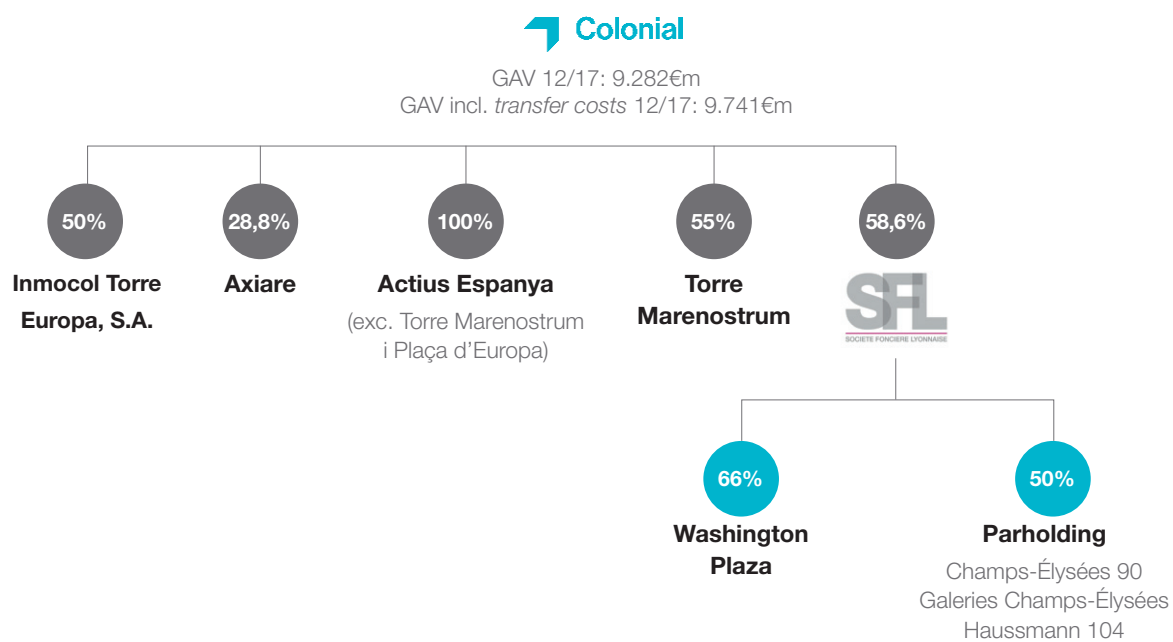 Colonial
GAV 12/17: 9.282€m
GAV incl. transfer costs 12/17: 9.741€m
50%
28,8%
100%
55%
58,6%
Inmocol Torre
Europa, S.A.
Axiare
Actius Espanya
(exc. Torre Marenostrum
i Plaça d’Europa)
Torre
Marenostrum
SFL
SOCIETE FONCIERE LYONNAISE
66%
50%
Washington
Plaza
Parholding
Champs-Élysées 90
Galeries Champs-Élysées
Haussmann 104